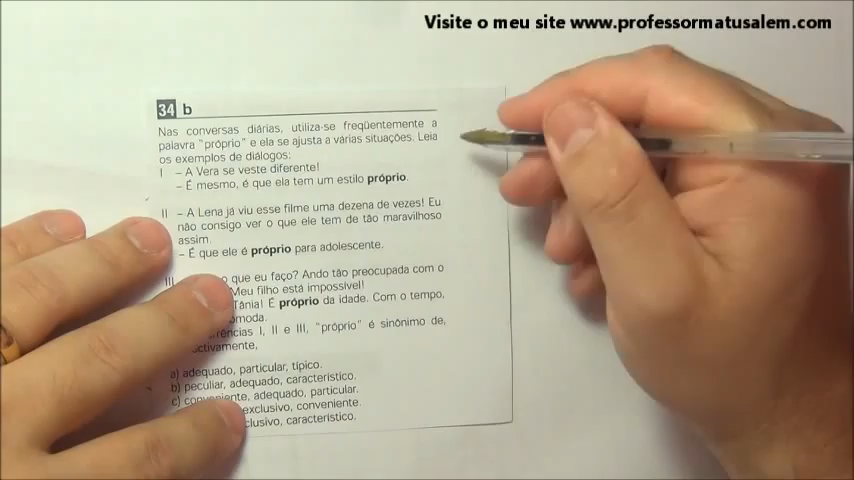 Visite o meu site www.professormatusalem.com
34 b
Nas conversas diárias, utiliza-se freqüentemente a
palavra "próprio" e ela se ajusta a várias situações. Leia
os exemplos de diálogos:
I – A Vera se veste diferente!
– É mesmo, é que ela tem um estilo próprio.
II – A Lena já viu esse filme uma dezena de vezes! Eu
não consigo ver o que ele tem de tão maravilhoso
assim.
– É que ele é próprio para adolescente.
III o que eu faço? Ando tão preocupada com o
Meu filho está impossível!
Tânia! É próprio da idade. Com o tempo,
I, II e III, "próprio" é sinônimo de,
a) adequado, particular, típico.
b) peculiar, adequado, característico.
c) conveniente, adequado, particular.
exclusivo, conveniente.
característico.